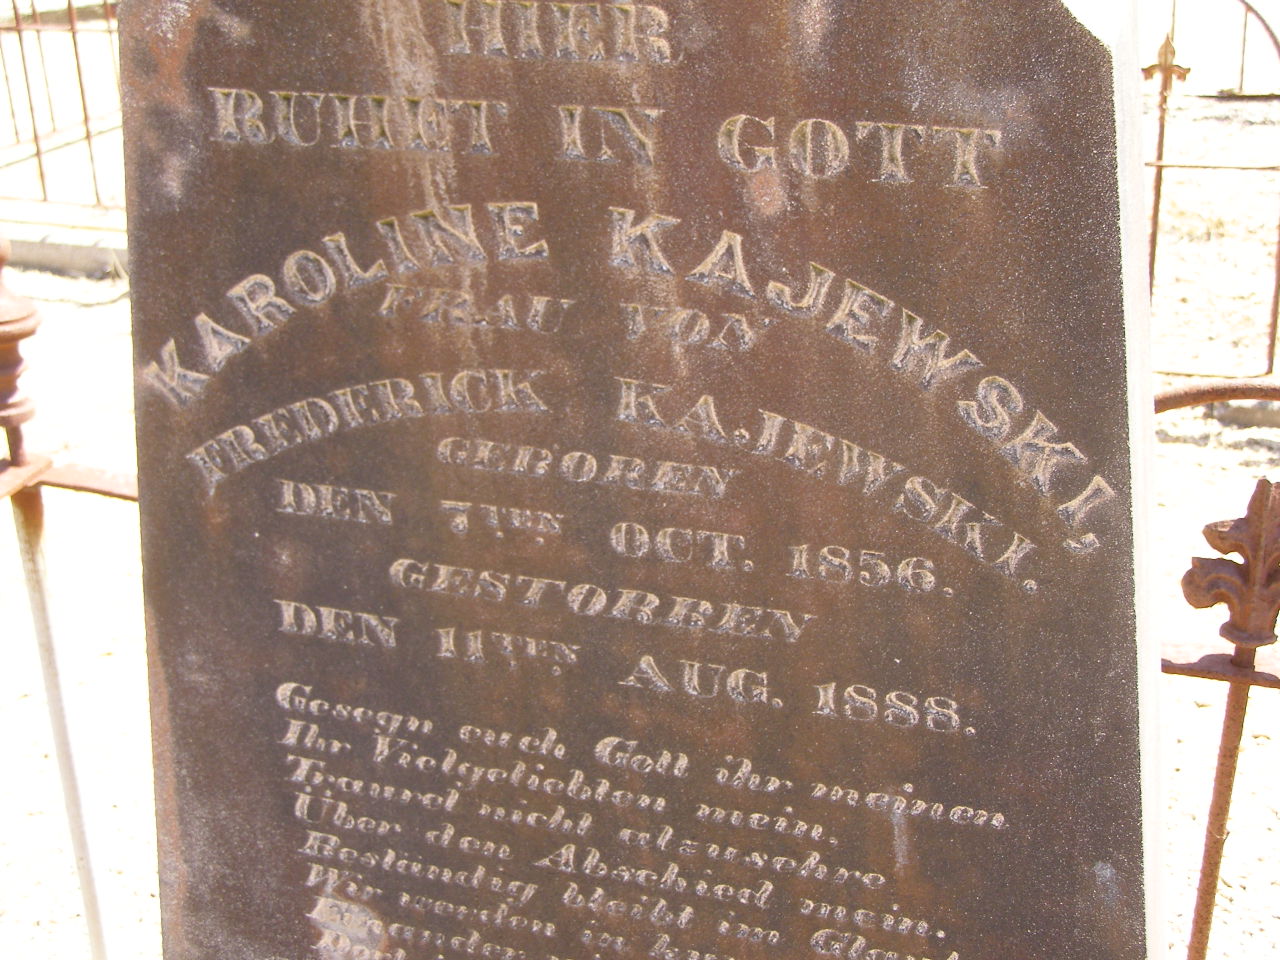 HIER
RUHET IN GOTT
KAROLINE KAJEWSKI,
FRAU VON
FREDERICK KAJEWSKI.
GEBOREN
DEN 7TEN OCT. 1856.
GESTORBEN
DEN 11TEN AUG. 1888.
Gesegn euch Gott ihr meinen
Ihr Vielgeliebten mein.
Trauret nicht alzusehre
Über den Abschied mein.
Beständig bleibt im
Wir werden in